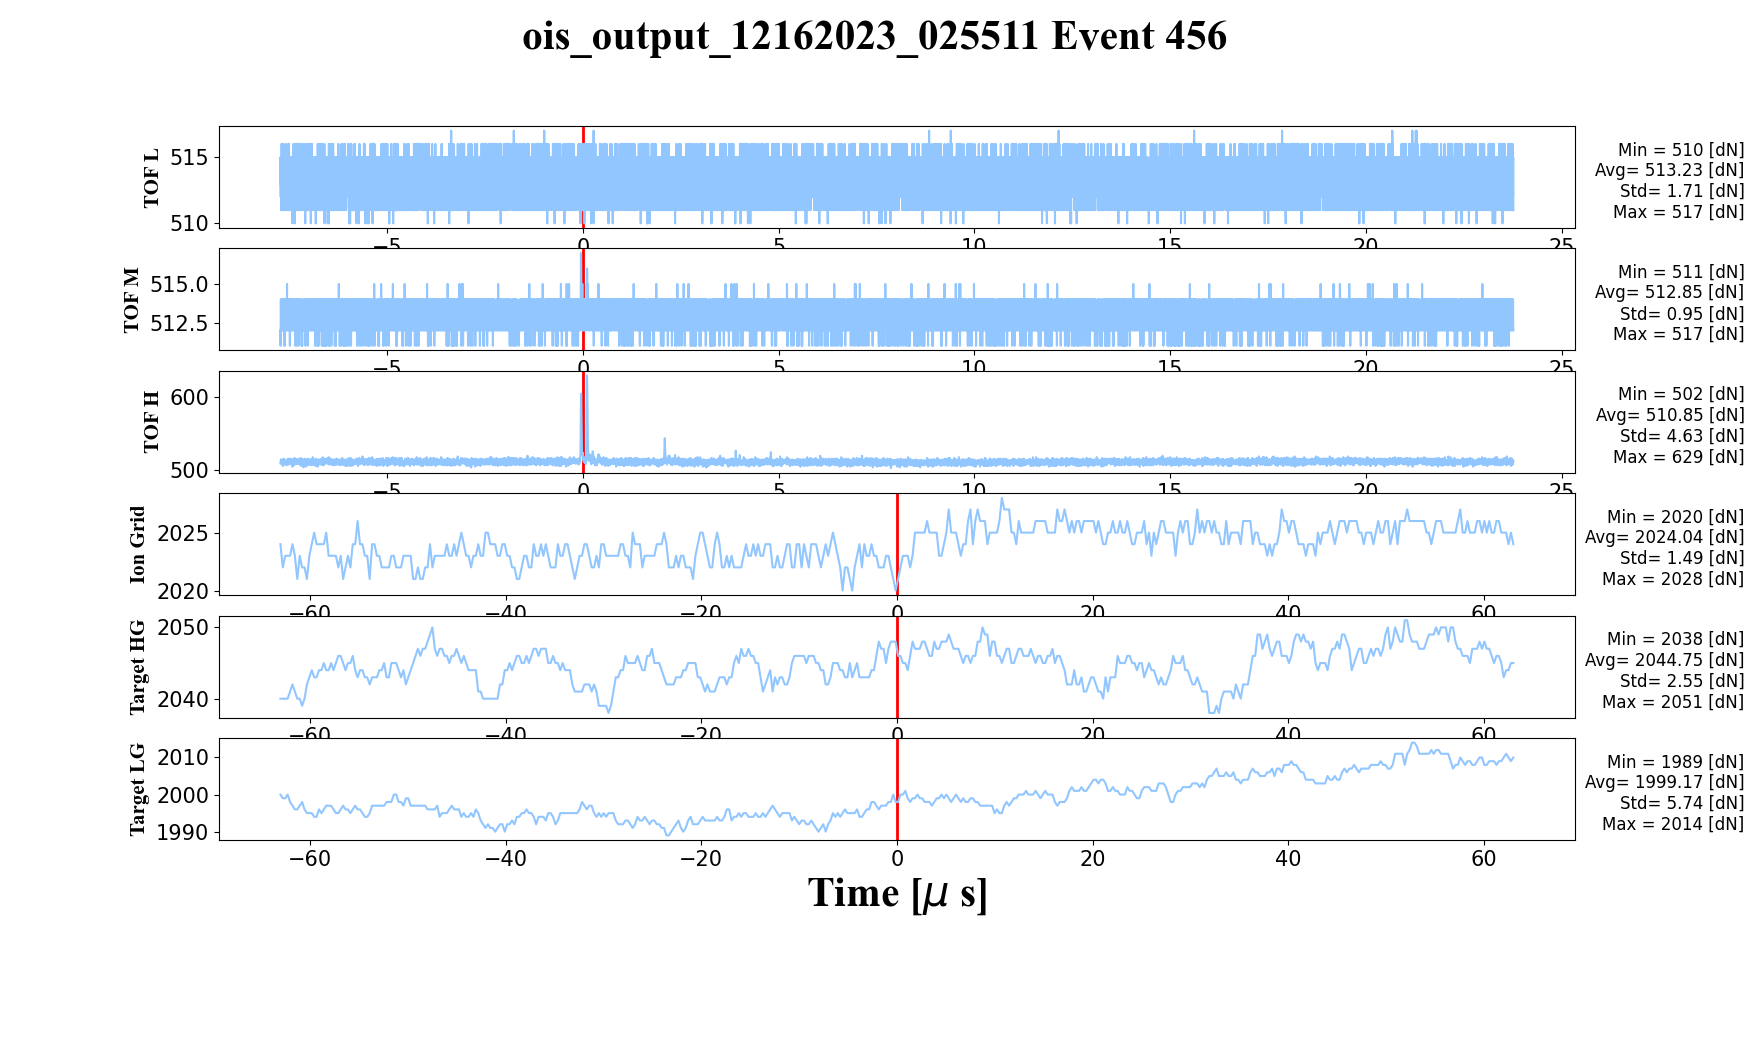 ois_output_12162023_025511 Event 456
TOF L
515
510
−5 0 5 10 15 20 25
Min = 510 [dN]
Avg= 513.23 [dN]
Std= 1.71 [dN]
Max = 517 [dN]
TOF M
515.0
512.5
−5 0 5 10 15 20 25
Min = 511 [dN]
Avg= 512.85 [dN]
Std= 0.95 [dN]
Max = 517 [dN]
TOF H
600
500
−5 0 5 10 15 20 25
Min = 502 [dN]
Avg= 510.85 [dN]
Std= 4.63 [dN]
Max = 629 [dN]
Ion Grid
2025
2020
−60 −40 −20 0 20 40 60
Min = 2020 [dN]
Avg= 2024.04 [dN]
Std= 1.49 [dN]
Max = 2028 [dN]
Target HG
2050
2040
−60 −40 −20 0 20 40 60
Min = 2038 [dN]
Avg= 2044.75 [dN]
Std= 2.55 [dN]
Max = 2051 [dN]
Target LG
2010
2000
1990
−60 −40 −20 0 20 40 60
Min = 1989 [dN]
Avg= 1999.17 [dN]
Std= 5.74 [dN]
Max = 2014 [dN]
Time [μ s]